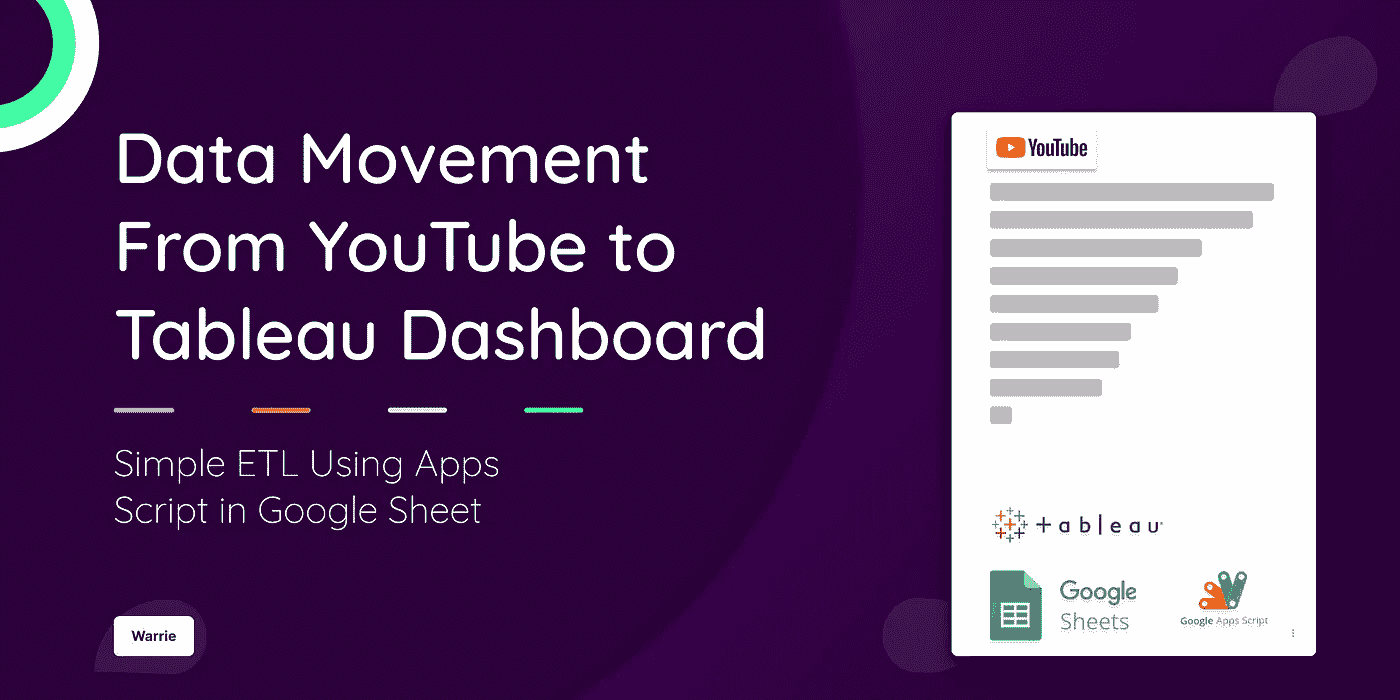 Data Movement
From YouTube to
Tableau Dashboard
Simple ETL Using Apps
Script in Google Sheet
Warrie
YouTube
+ableau
Google
Sheets
Google Apps Script